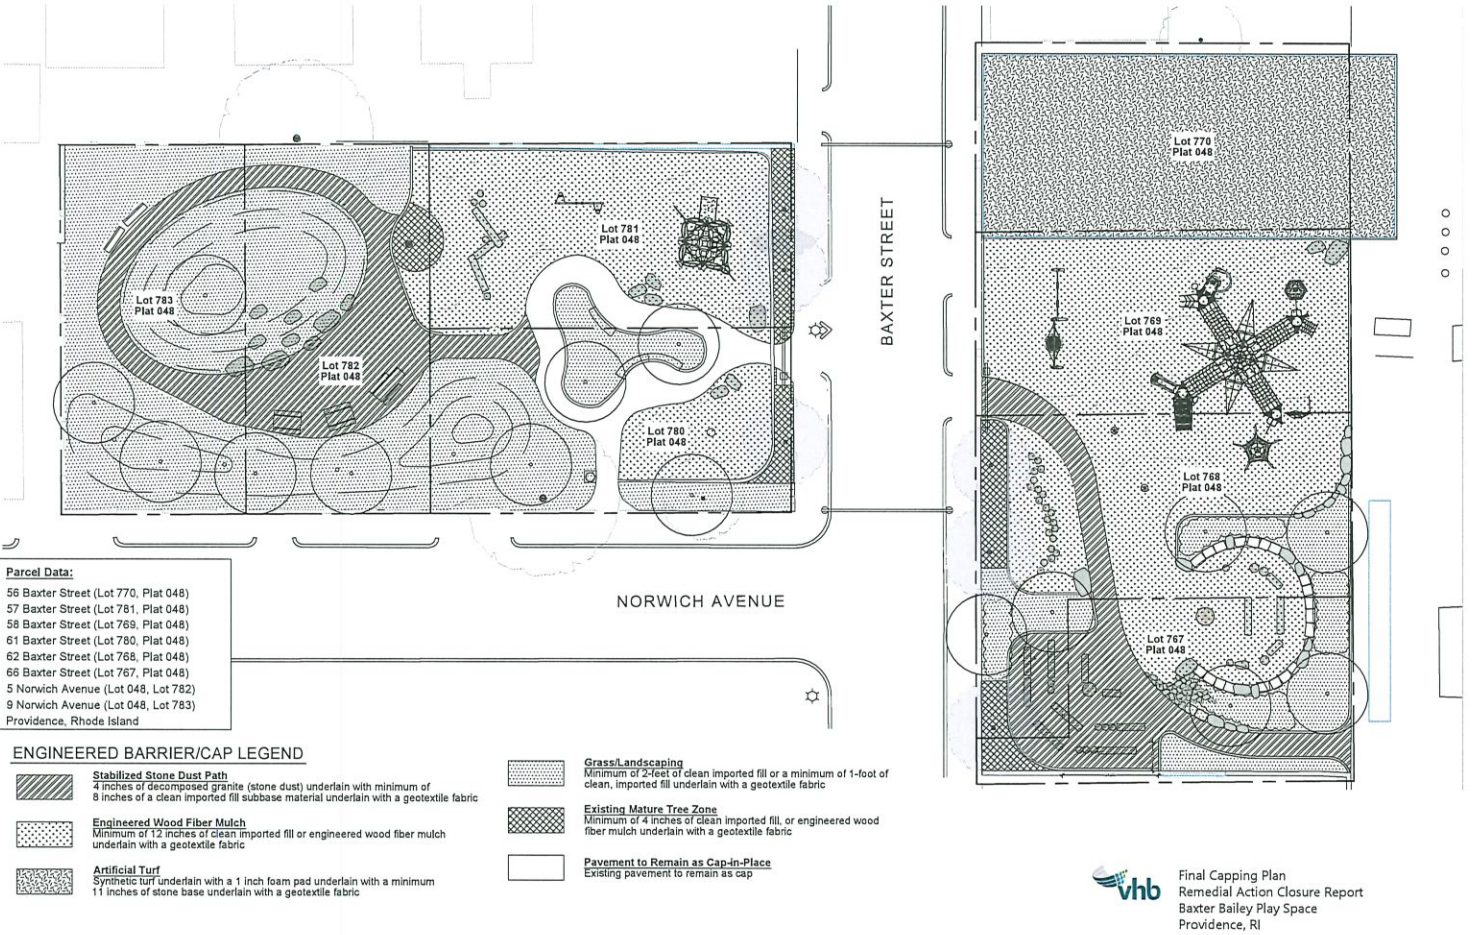 Lot 770
Plat 048
Lot 781
Plat 048
Lot 783
Plat 048
Lot 782
Plat 048
Lot 780
Plat 048
BAXTER STREET
Lot 769
Plat 048
Lot 768
Plat 048
Lot 767
Plat 048
NORWICH AVENUE
Parcel Data:
56 Baxter Street (Lot 770, Plat 048)
57 Baxter Street (Lot 781, Plat 048)
58 Baxter Street (Lot 769, Plat 048)
61 Baxter Street (Lot 780, Plat 048)
62 Baxter Street (Lot 768, Plat 048)
66 Baxter Street (Lot 767, Plat 048)
5 Norwich Avenue (Lot 048, Lot 782)
9 Norwich Avenue (Lot 048, Lot 783)
Providence, Rhode Island
ENGINEERED BARRIER/CAP LEGEND
Stabilized Stone Dust Path
4 inches of decomposed granite (stone dust) underlain with minimum of
8 inches of a clean imported fill subbase material underlain with a geotextile fabric
Engineered Wood Fiber Mulch
Minimum of 12 inches of clean imported fill or engineered wood fiber mulch
underlain with a geotextile fabric
Artificial Turf
Synthetic turf underlain with a 1 inch foam pad underlain with a minimum
11 inches of stone base underlain with a geotextile fabric
Grass/Landscaping
Minimum of 2-feet of clean imported fill or a minimum of 1-foot of
clean, imported fill underlain with a geotextile fabric
Existing Mature Tree Zone
Minimum of 4 inches of clean imported fill, or engineered wood
fiber mulch underlain with a geotextile fabric
Pavement to Remain as Cap-in-Place
Existing pavement to remain as cap
vhb
Final Capping Plan
Remedial Action Closure Report
Baxter Bailey Play Space
Providence, RI